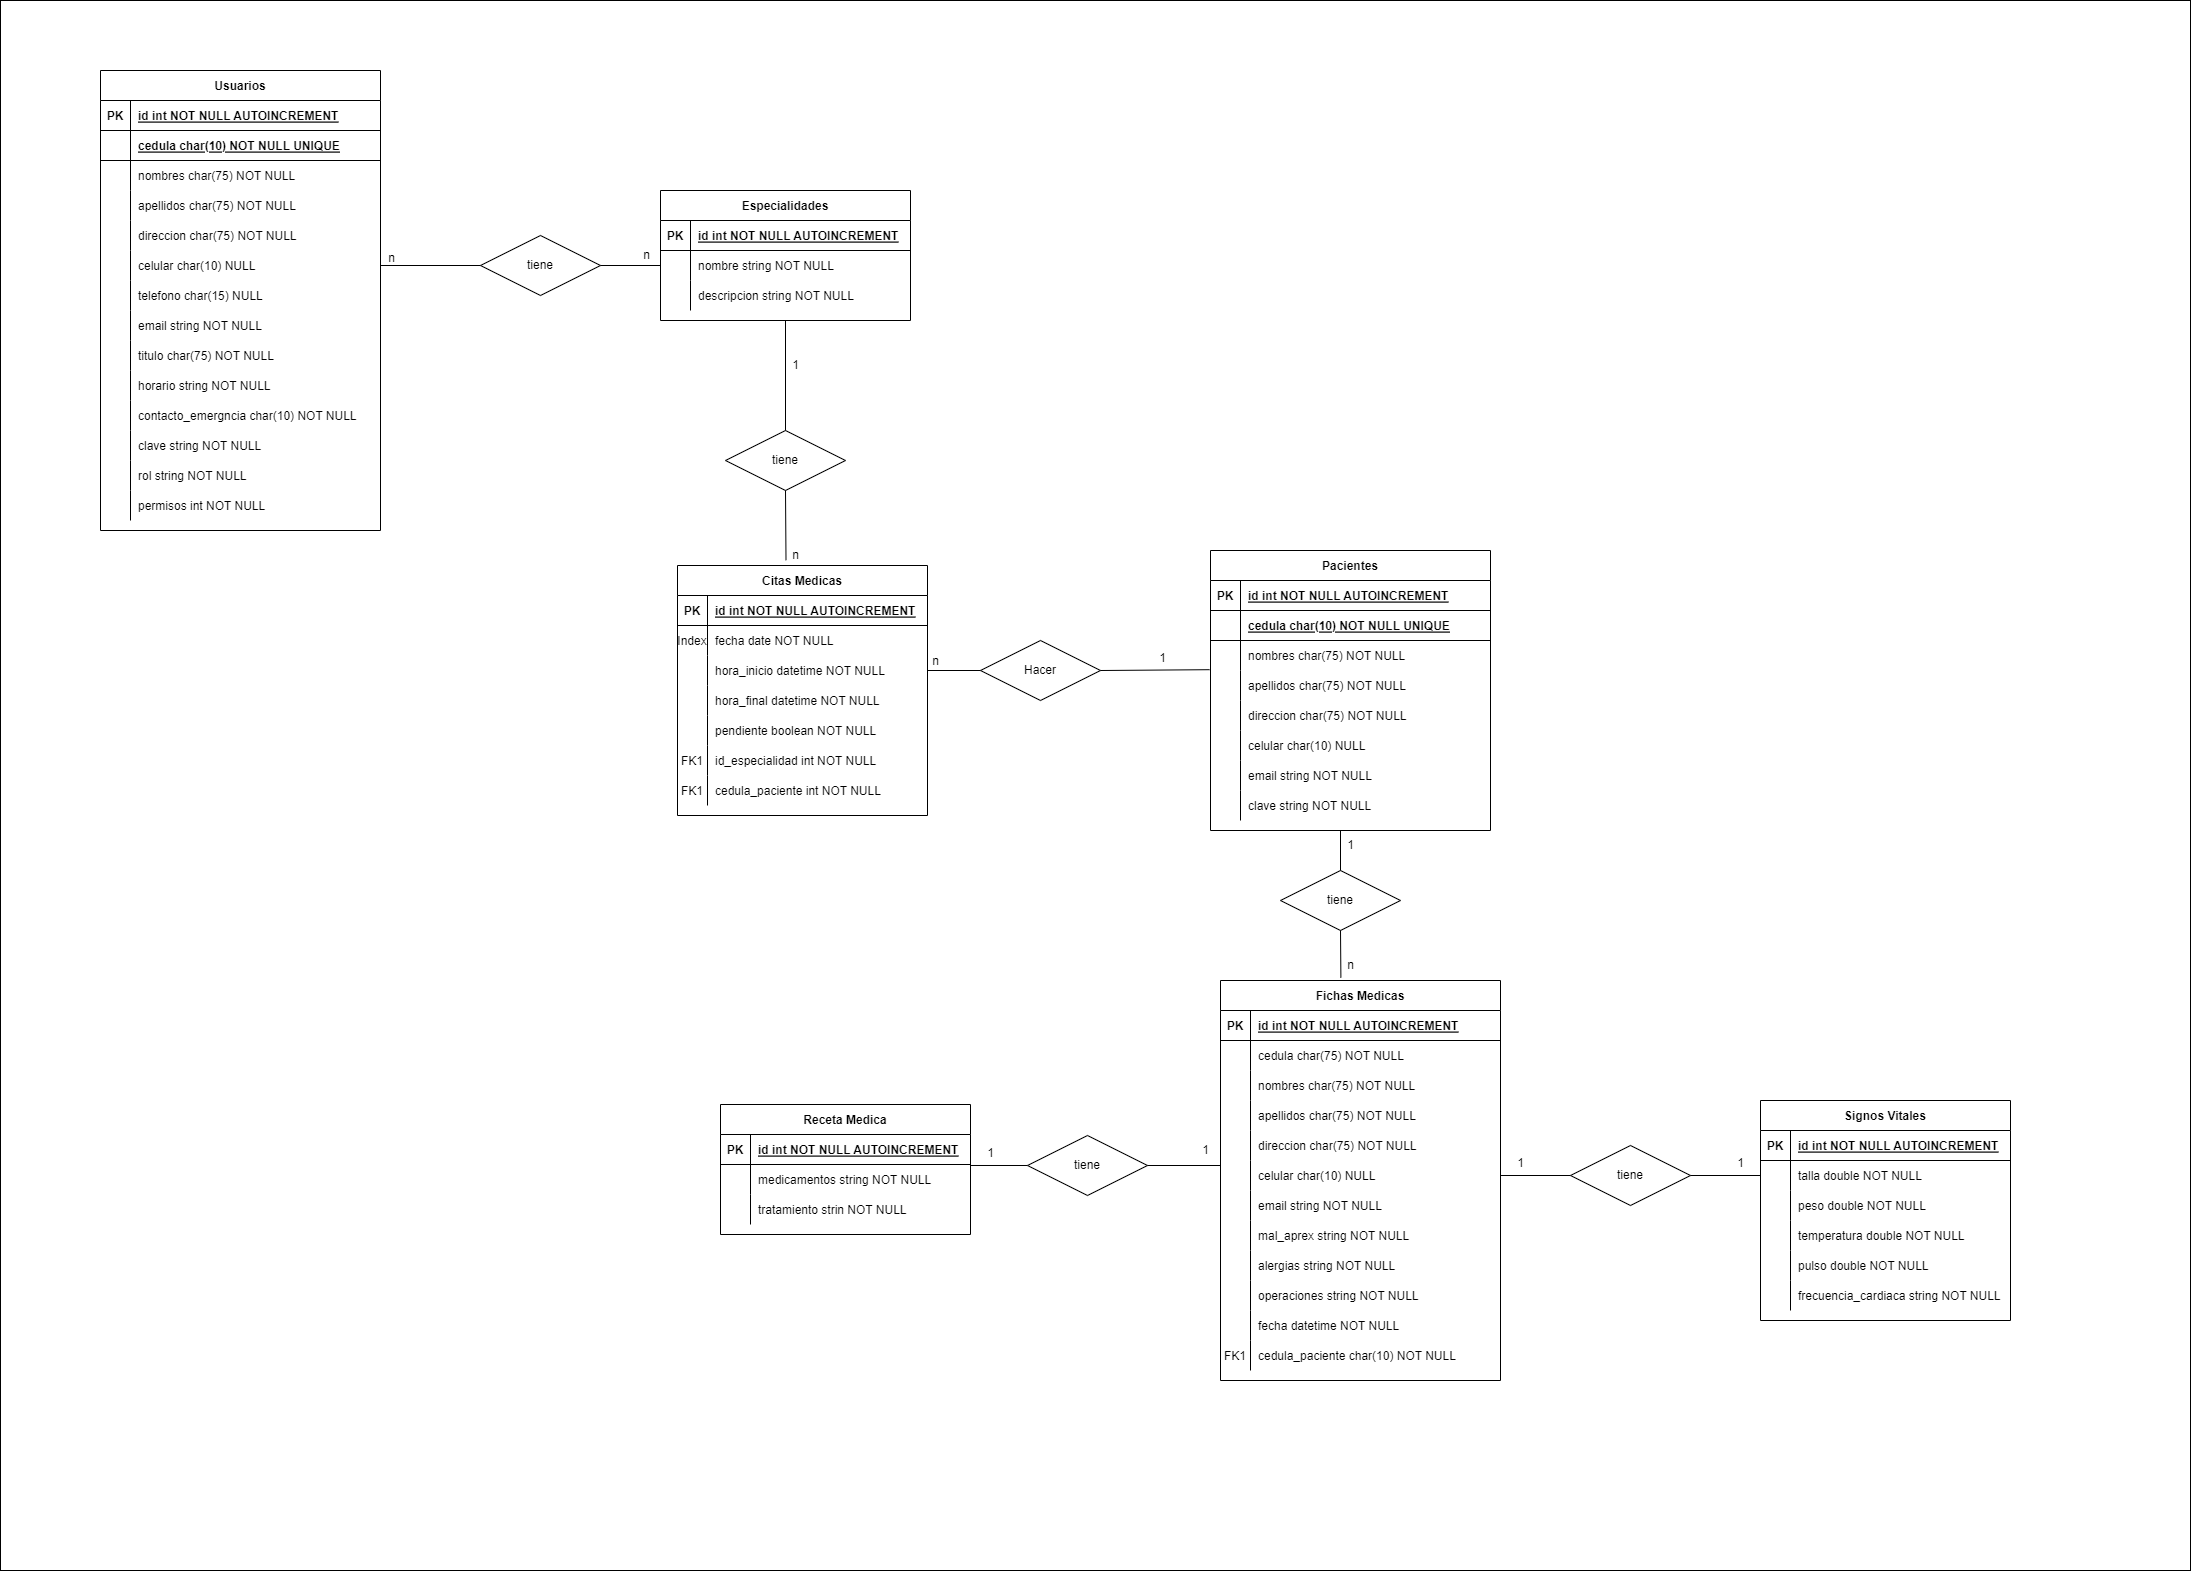 Usuarios
PK id int NOT NULL AUTOINCREMENT
cedula char(10) NOT NULL UNIQUE
nombres char(75) NOT NULL
apellidos char(75) NOT NULL
direccion char(75) NOT NULL
celular char(10) NULL
telefono char(15) NULL
email string NOT NULL
titulo char(75) NOT NULL
horario string NOT NULL
contacto_emergncia char(10) NOT NULL
clave string NOT NULL
rol string NOT NULL
permisos int NOT NULL
n
tiene
n
Especialidades
PK id int NOT NULL AUTOINCREMENT
nombre string NOT NULL
descripcion string NOT NULL
1
tiene
n
Citas Medicas
PK id int NOT NULL AUTOINCREMENT
Index fecha date NOT NULL
hora_inicio datetime NOT NULL
hora_final datetime NOT NULL
pendiente boolean NOT NULL
FK1 id_especialidad int NOT NULL
FK1 cedula_paciente int NOT NULL
n
Hacer
1
Pacientes
PK id int NOT NULL AUTOINCREMENT
cedula char(10) NOT NULL UNIQUE
nombres char(75) NOT NULL
apellidos char(75) NOT NULL
direccion char(75) NOT NULL
celular char(10) NULL
email string NOT NULL
clave string NOT NULL
1
tiene
n
Fichas Medicas
PK id int NOT NULL AUTOINCREMENT
cedula char(75) NOT NULL
nombres char(75) NOT NULL
apellidos char(75) NOT NULL
direccion char(75) NOT NULL
celular char(10) NULL
email string NOT NULL
mal_aprex string NOT NULL
alergias string NOT NULL
operaciones string NOT NULL
fecha datetime NOT NULL
FK1 cedula_paciente char(10) NOT NULL
Receta Medica
PK id int NOT NULL AUTOINCREMENT
medicamentos string NOT NULL
tratamiento strin NOT NULL
1
tiene
1
1
tiene
1
Signos Vitales
PK id int NOT NULL AUTOINCREMENT
talla double NOT NULL
peso double NOT NULL
temperatura double NOT NULL
pulso double NOT NULL
frecuencia_cardiaca string NOT NULL